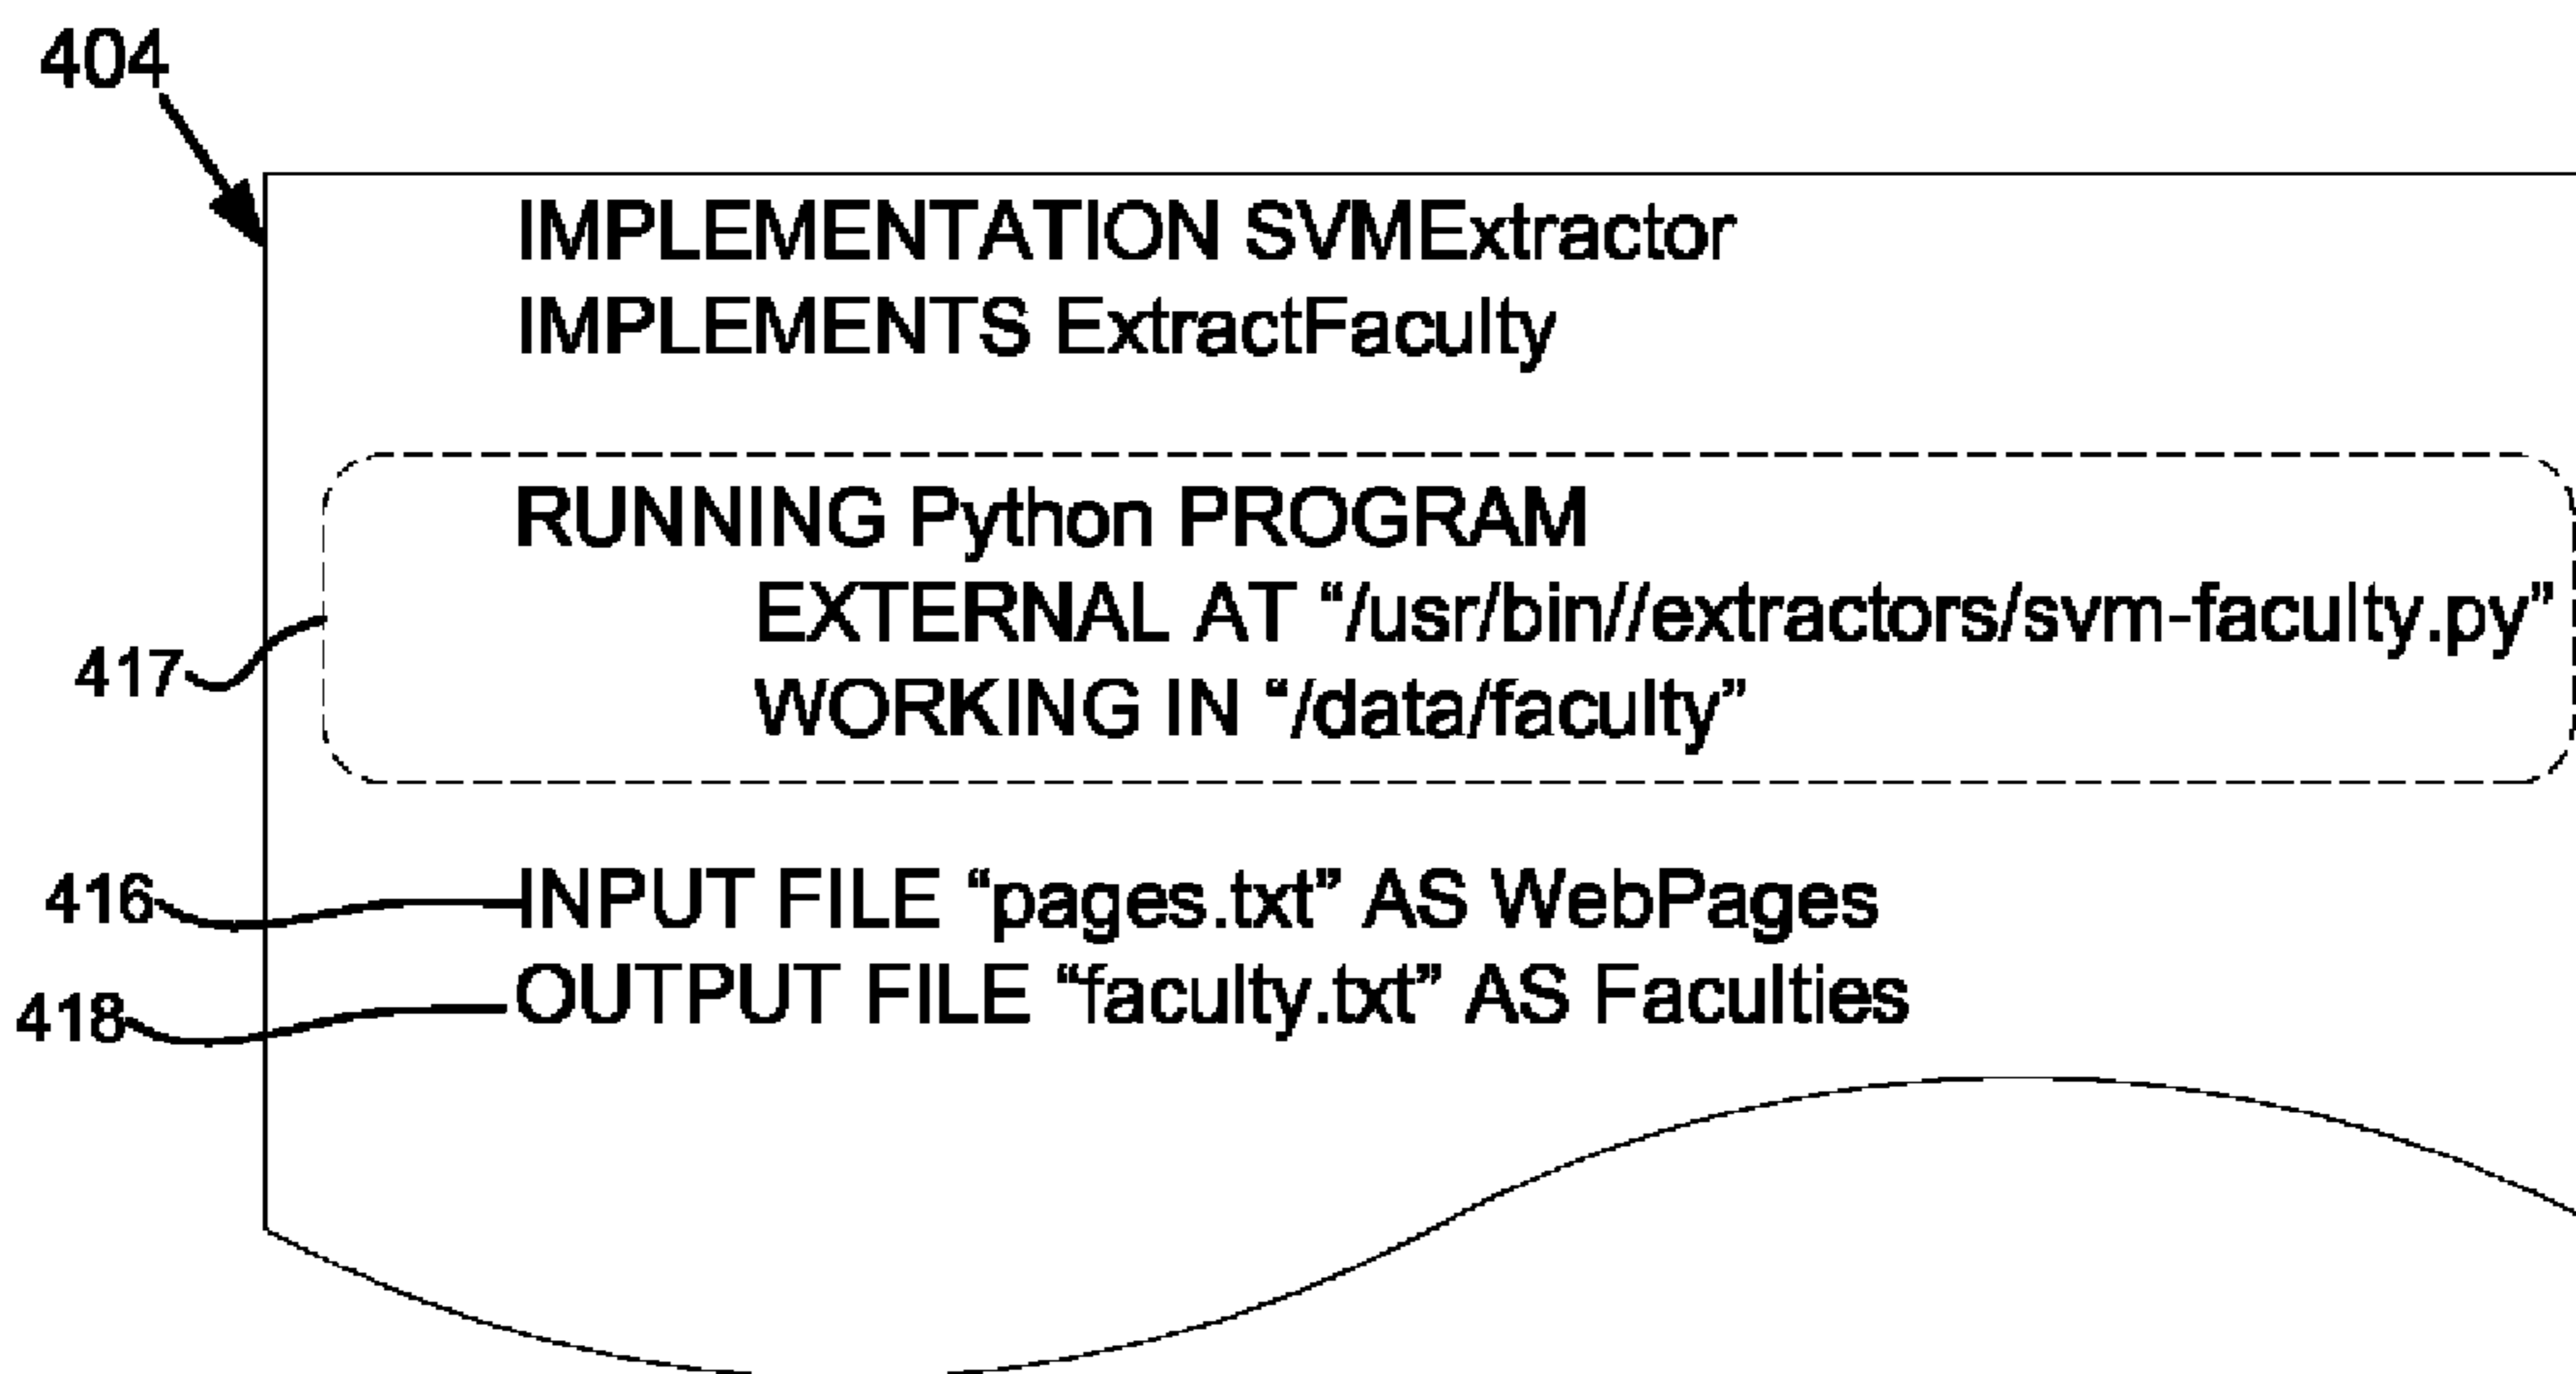 404
IMPLEMENTATION SVMExtractor
IMPLEMENTS ExtractFaculty
RUNNING Python PROGRAM
EXTERNAL AT “/usr/bin//extractors/svm-faculty.py”
417
WORKING IN “/data/faculty”
416 INPUT FILE “pages.txt” AS WebPages
418 OUTPUT FILE “faculty.txt” AS Faculties